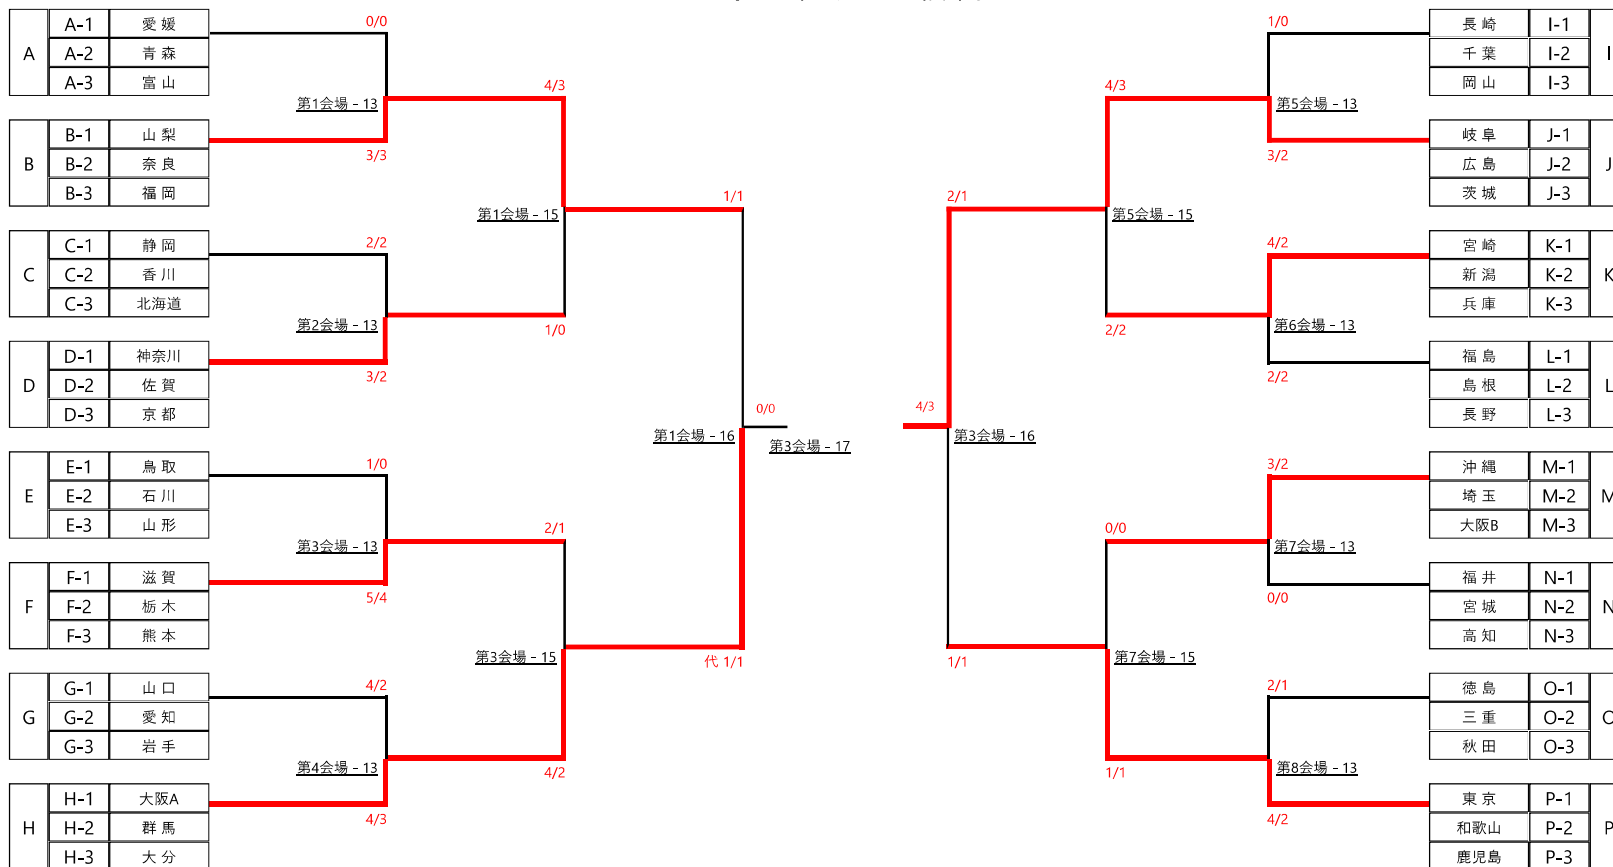 A
A-1 愛媛
A-2 青森
A-3 富山
B
B-1 山梨
B-2 奈良
B-3 福岡
C
C-1 静岡
C-2 香川
C-3 北海道
D
D-1 神奈川
D-2 佐賀
D-3 京都
E
E-1 鳥取
E-2 石川
E-3 山形
F
F-1 滋賀
F-2 栃木
F-3 熊本
G
G-1 山口
G-2 愛知
G-3 岩手
H
H-1 大阪A
H-2 群馬
H-3 大分
0/0
第1会場 - 13
3/3
2/2
第2会場 - 13
3/2
1/0
第3会場 - 13
5/4
4/2
第4会場 - 13
4/3
4/3
第1会場 - 15
1/0
2/1
第3会場 - 15
4/2
1/1
第1会場 - 16
代 1/1
0/0
第3会場 - 17
4/3
2/1
第3会場 - 16
1/1
4/3
第5会場 - 15
2/2
0/0
第7会場 - 15
1/1
1/0
第5会場 - 13
3/2
4/2
第6会場 - 13
2/2
3/2
第7会場 - 13
0/0
2/1
第8会場 - 13
4/2
長崎 I-1
千葉 I-2 I
岡山 I-3
岐阜 J-1
広島 J-2 J
茨城 J-3
宮崎 K-1
新潟 K-2 K
兵庫 K-3
福島 L-1
島根 L-2 L
長野 L-3
沖縄 M-1
埼玉 M-2 M
大阪B M-3
福井 N-1
宮城 N-2 N
高知 N-3
徳島 O-1
三重 O-2 O
秋田 O-3
東京 P-1
和歌山 P-2 P
鹿児島 P-3